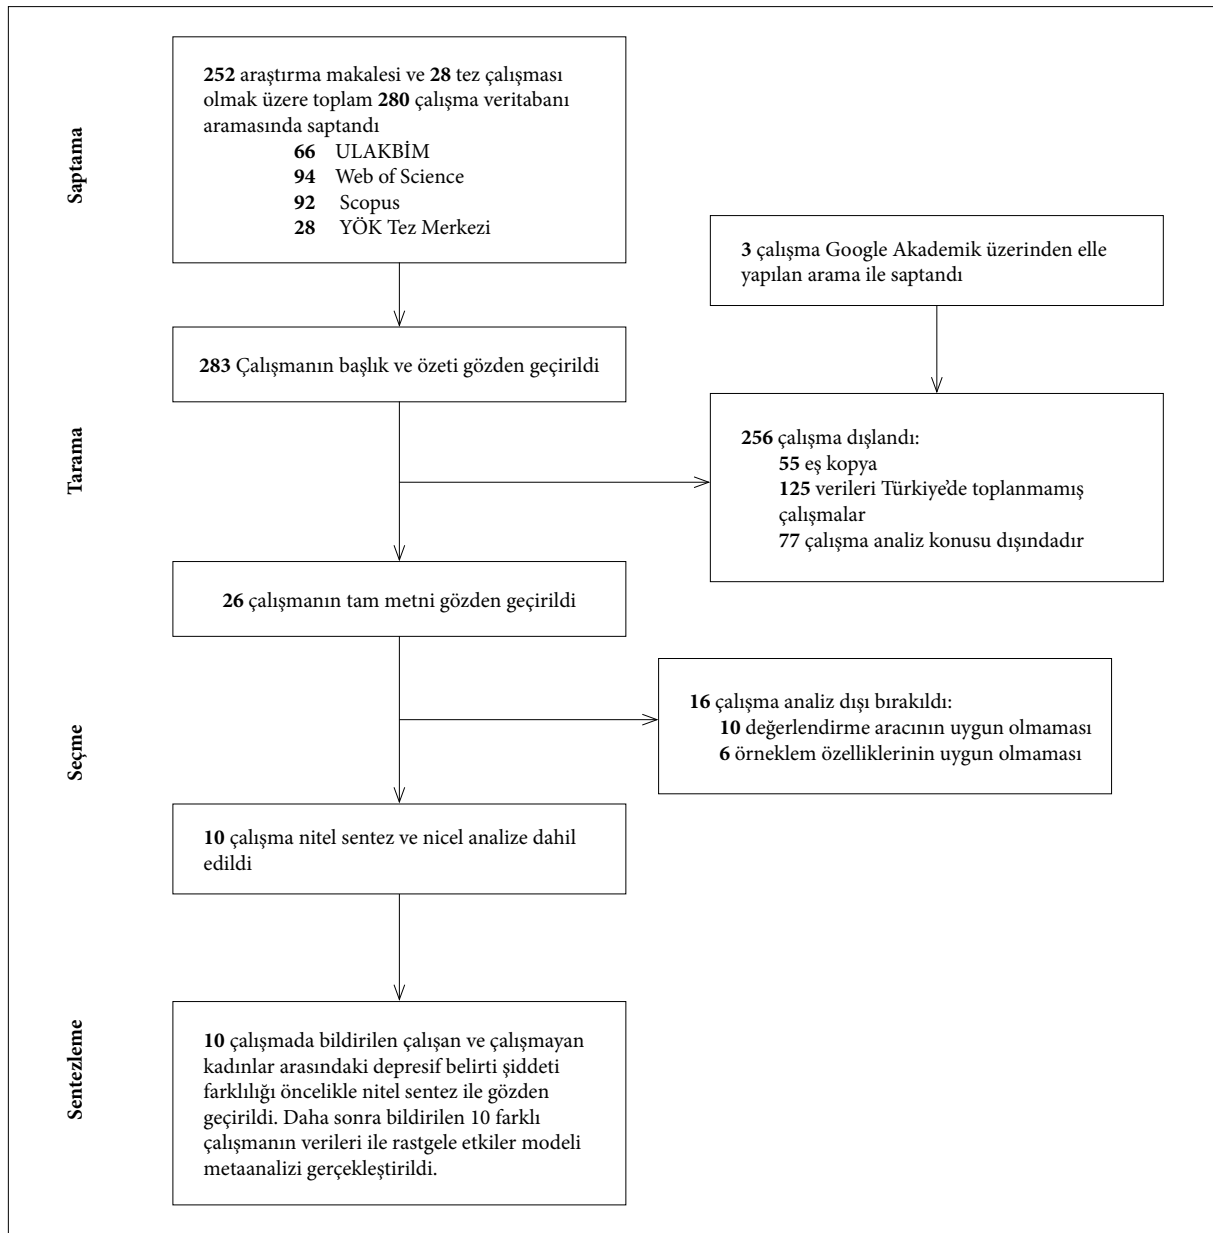 Saptama
252 araştırma makalesi ve 28 tez çalışması
olmak üzere toplam 280 çalışma veritabanı
aramasında saptandı
66 ULAKBİM
94 Web of Science
92 Scopus
28 YÖK Tez Merkezi
3 çalışma Google Akademik üzerinden elle
yapılan arama ile saptandı
Tarama
283 Çalışmanın başlık ve özeti gözden geçirildi
256 çalışma dışlandı:
55 eş kopya
125 verileri Türkiye'de toplanmamış
çalışmalar
77 çalışma analiz konusu dışındadır
26 çalışmanın tam metni gözden geçirildi
Seçme
16 çalışma analiz dışı bırakıldı:
10 değerlendirme aracının uygun olmaması
6 örneklem özelliklerinin uygun olmaması
10 çalışma nitel sentez ve nicel analize dahil
edildi
Sentezleme
10 çalışmada bildirilen çalışan ve çalışmayan
kadınlar arasındaki depresif belirti şiddeti
farklılığı öncelikle nitel sentez ile gözden
geçirildi. Daha sonra bildirilen 10 farklı
çalışmanın verileri ile rastgele etkiler modeli
metaanalizi gerçekleştirildi.